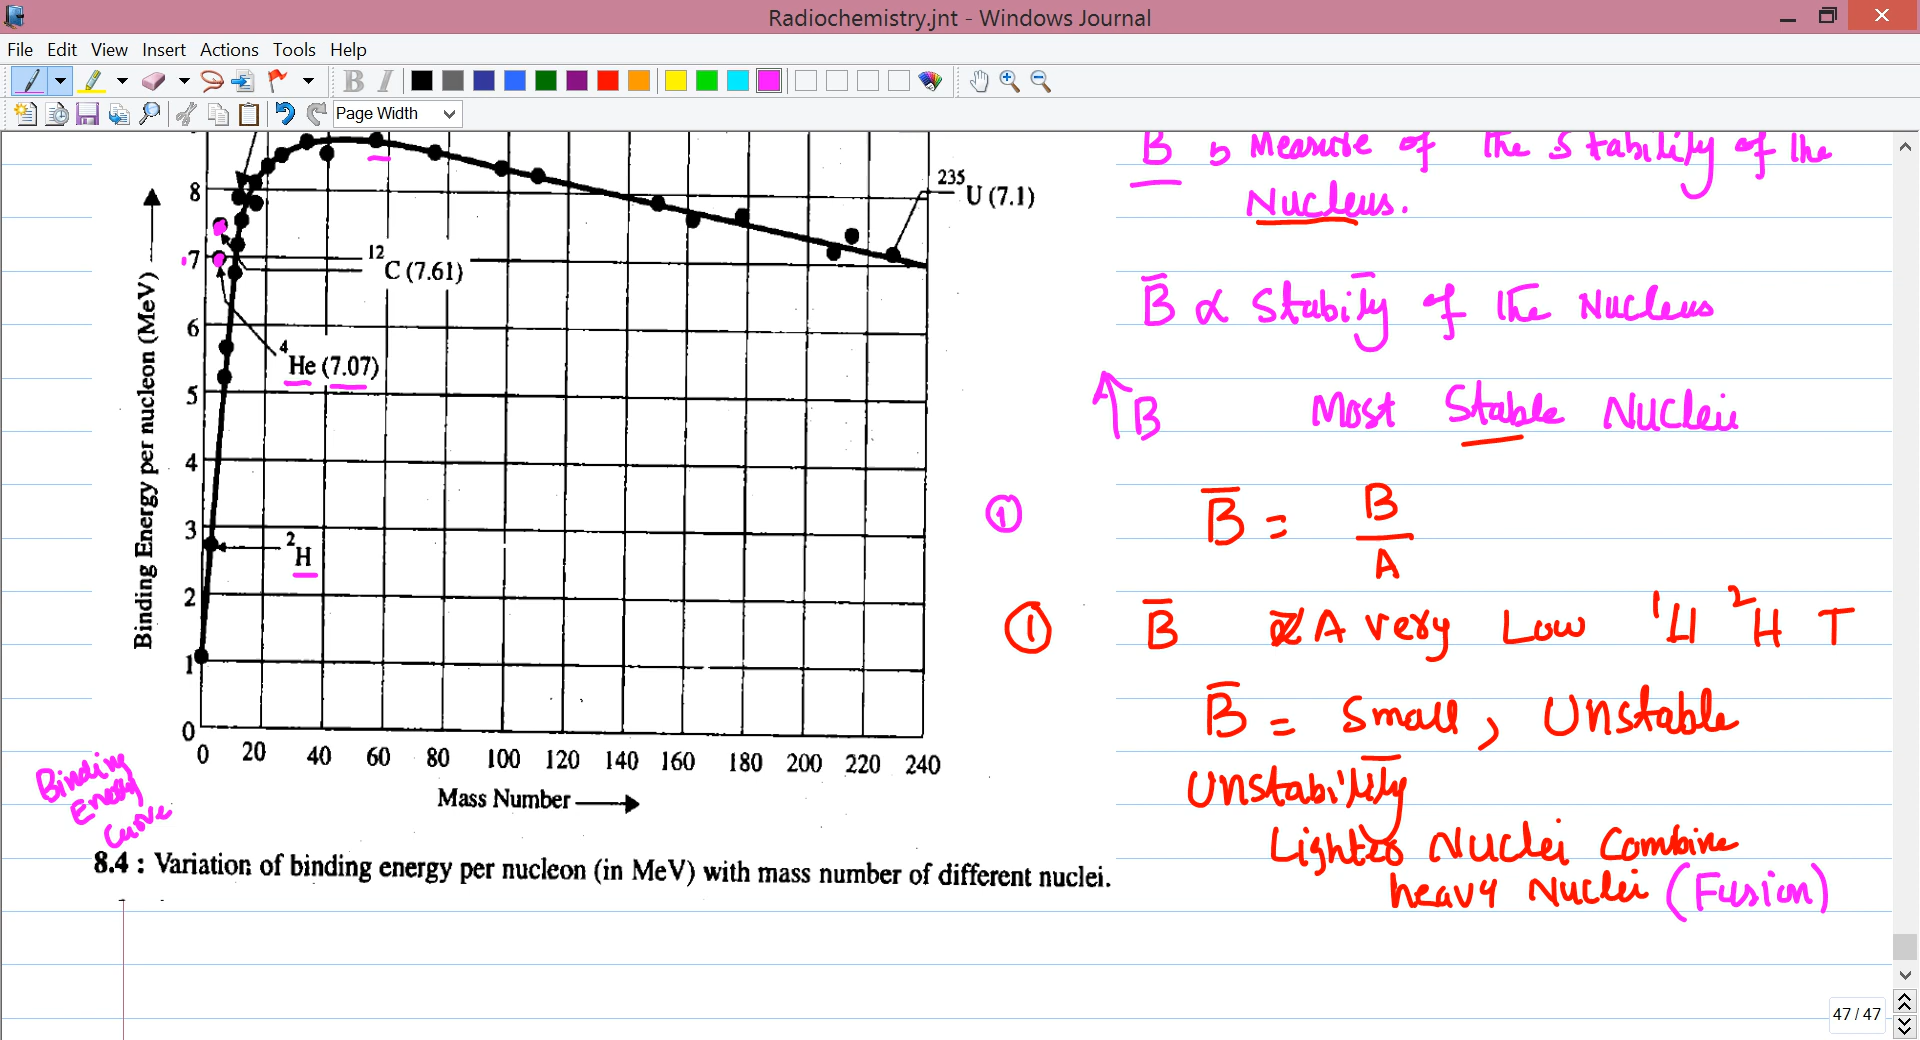 Radiochemistry.jnt - Windows Journal
File Edit View Insert Actions Tools Help
B I
Page Width
B is Measure of the Stability of the
Nucleus.
B̄ ∝ Stability of the Nucleus
↑B Most Stable Nucleii
① B̄ = B
A
① B̄ A very Low ¹H ²H T
B̄ = Small, Unstable
Unstability
Lighter Nuclei Combine
heavy Nuclei (Fusion)
Binding Energy per nucleon (MeV)
8
7
6
5
4
3
2
1
0
²³⁵U (7.1)
¹²C (7.61)
⁴He (7.07)
²H
0 20 40 60 80 100 120 140 160 180 200 220 240
Mass Number
Binding
Energy
Curve
8.4 : Variation of binding energy per nucleon (in MeV) with mass number of different nuclei.
47 / 47